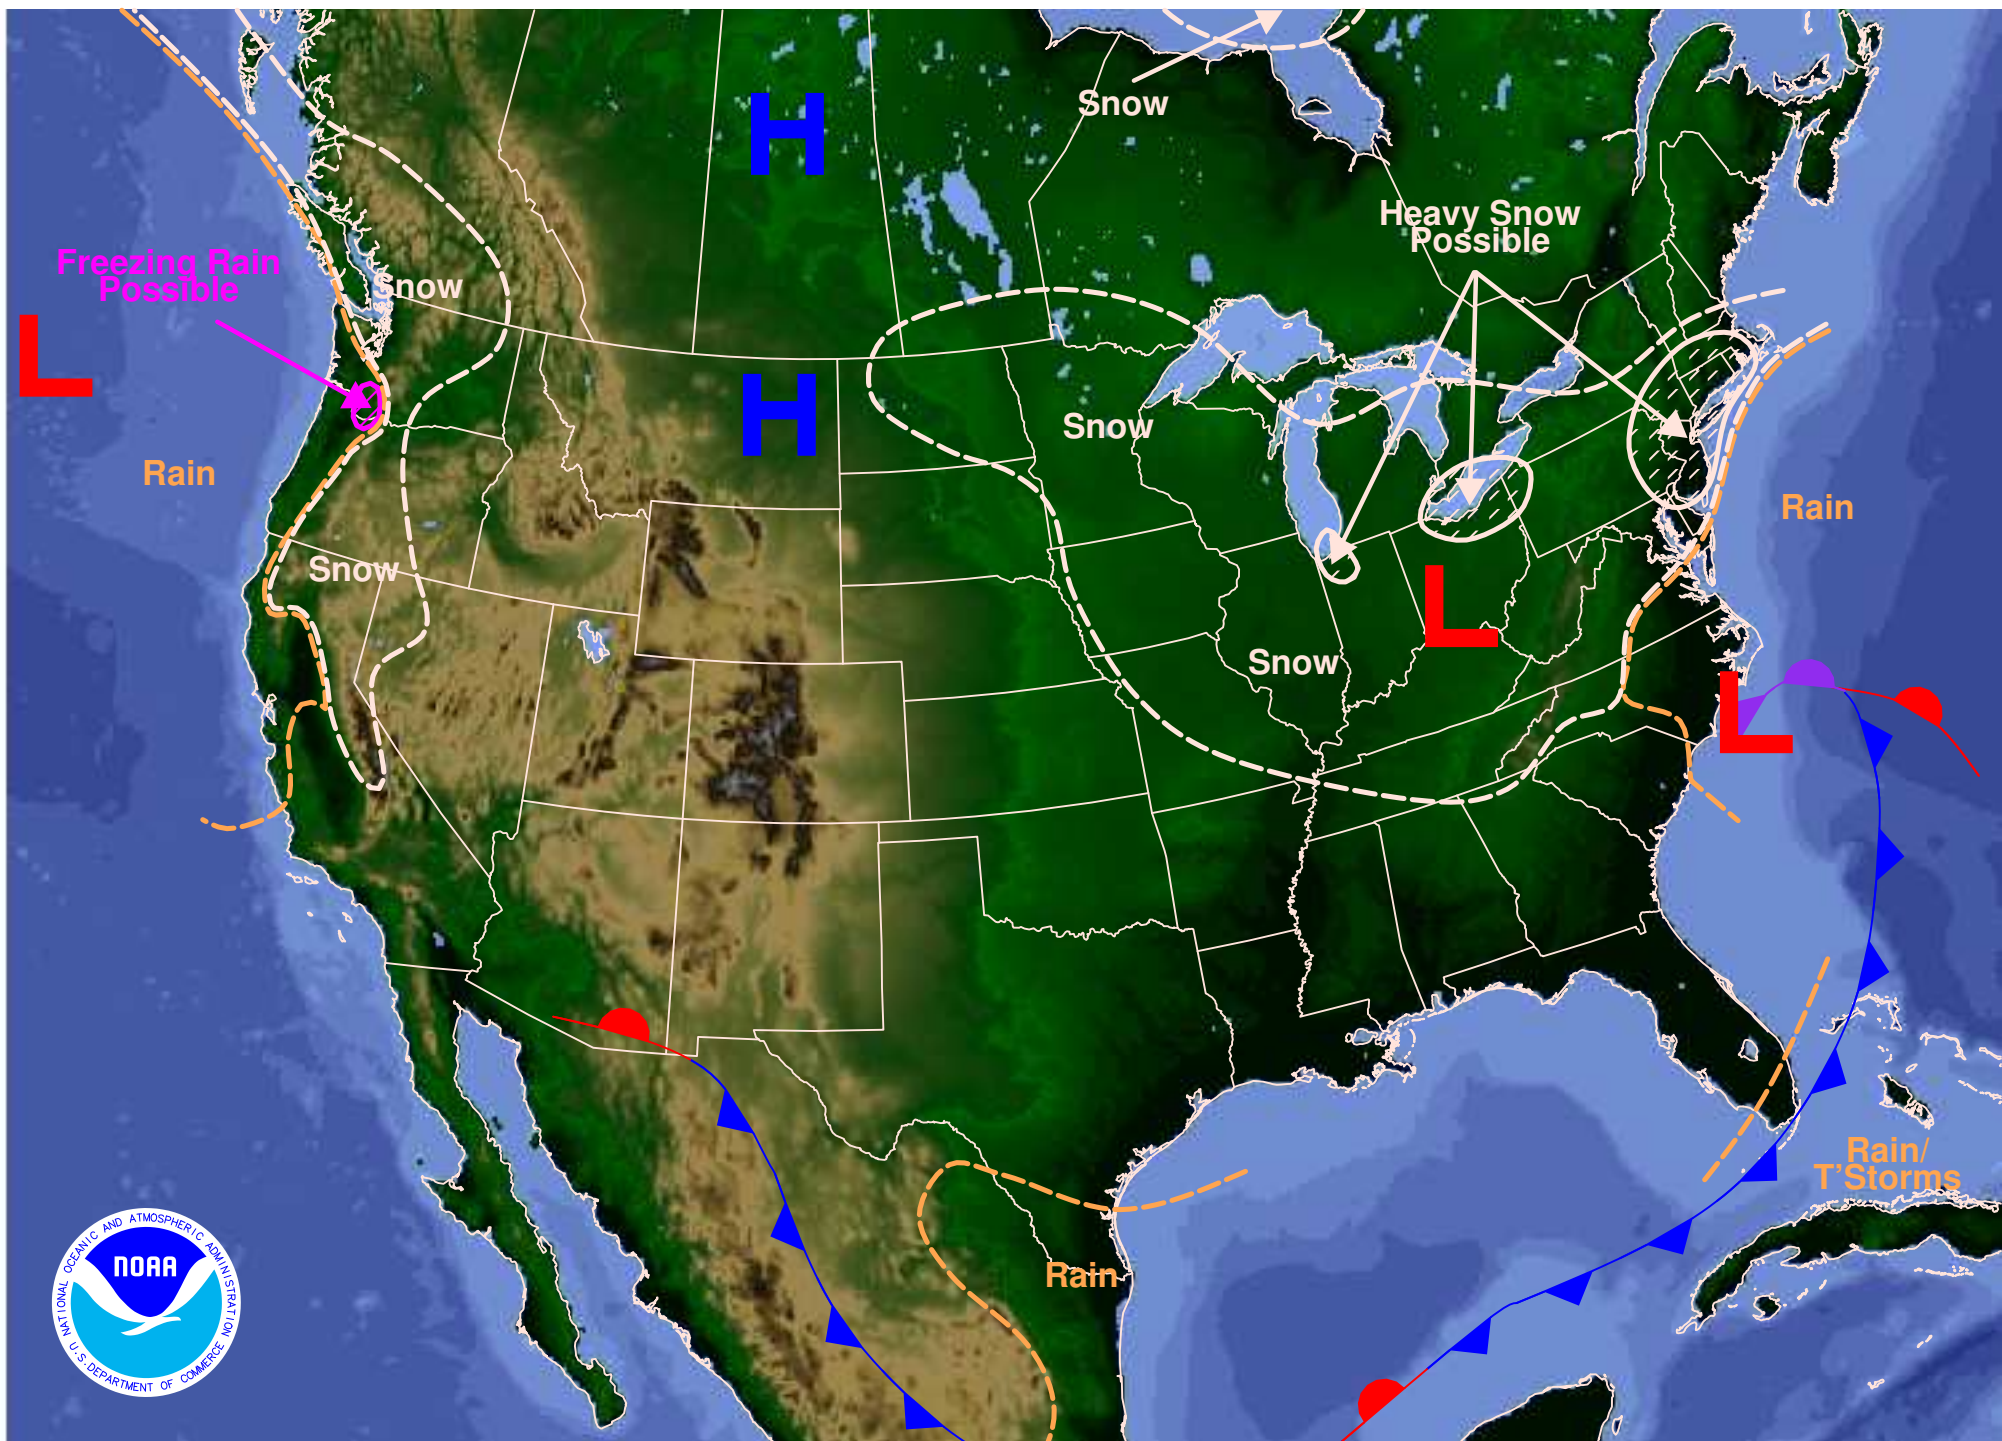 Snow
H
Heavy Snow
Possible
Freezing Rain
Possible
Snow
L
H
Snow
Rain
Rain
Snow
L
Snow
L
Rain/
T'Storms
Rain
NATIONAL OCEANIC AND ATMOSPHERIC ADMINISTRATION
NOAA
U.S. DEPARTMENT OF COMMERCE